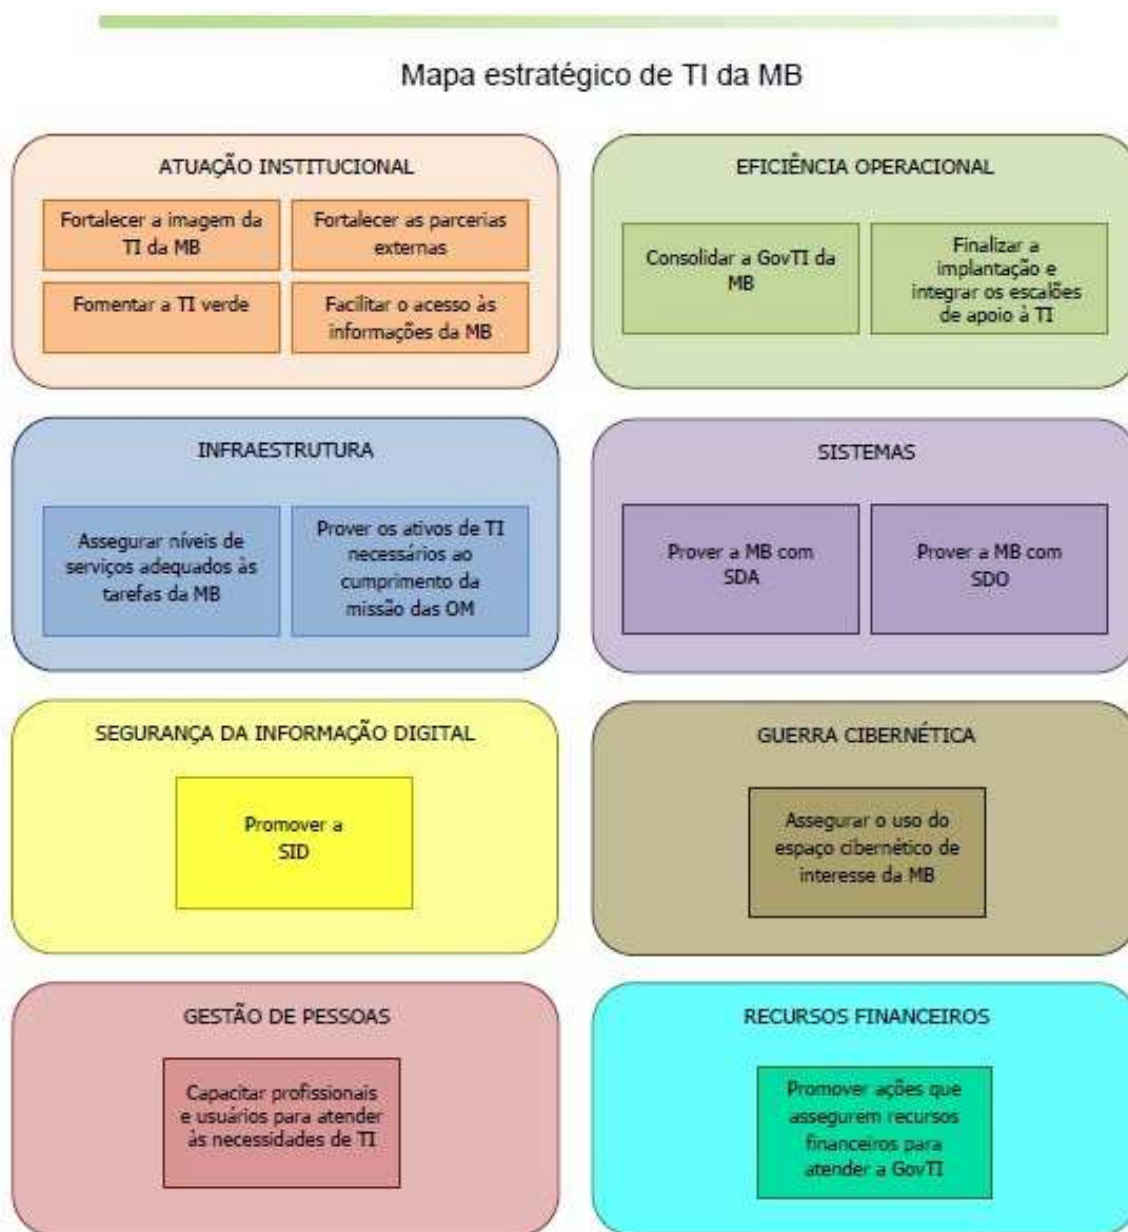 Mapa estratégico de TI da MB
ATUAÇÃO INSTITUCIONAL
Fortalecer a imagem da
TI da MB
Fortalecer as parcerias
externas
Fomentar a TI verde
Facilitar o acesso às
informações da MB
EFICIÊNCIA OPERACIONAL
Consolidar a GovTI da
MB
Finalizar a
implantação e
integrar os escalões
de apoio à TI
INFRAESTRUTURA
Assegurar níveis de
serviços adequados às
tarefas da MB
Prover os ativos de TI
necessários ao
cumprimento da
missão das OM
SISTEMAS
Prover a MB com
SDA
Prover a MB com
SDO
SEGURANÇA DA INFORMAÇÃO DIGITAL
Promover a
SID
GUERRA CIBERNÉTICA
Assegurar o uso do
espaço cibernético de
interesse da MB
GESTÃO DE PESSOAS
Capacitar profissionais
e usuários para atender
às necessidades de TI
RECURSOS FINANCEIROS
Promover ações que
assegurem recursos
financeiros para
atender a GovTI